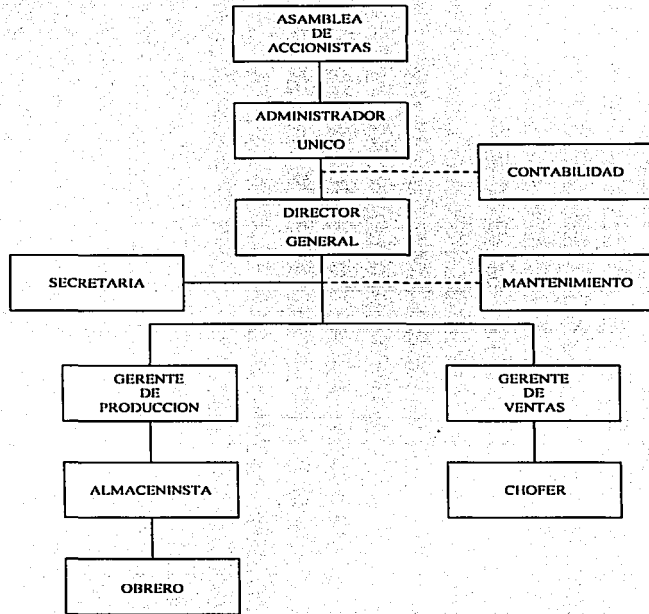 ASAMBLEA
DE
ACCIONISTAS
ADMINISTRADOR
UNICO
CONTABILIDAD
DIRECTOR
GENERAL
SECRETARIA
MANTENIMIENTO
GERENTE
DE
PRODUCCION
GERENTE
DE
VENTAS
ALMACENINSTA
CHOFER
OBRERO